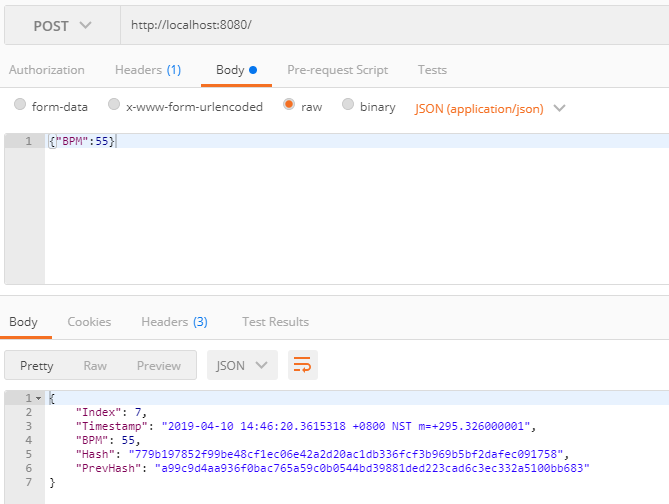 POST http://localhost:8080/
Authorization Headers (1) Body Pre-request Script Tests
form-data x-www-form-urlencoded raw binary JSON (application/json)
1 {"BPM":55}
Body Cookies Headers (3) Test Results
Pretty Raw Preview JSON
1 {
2 "Index": 7,
3 "Timestamp": "2019-04-10 14:46:20.3615318 +0800 NST m=+295.326000001",
4 "BPM": 55,
5 "Hash": "779b197852f99be48cf1ec06e42a2d20ac1db336fcf3b969b5bf2dafec091758",
6 "PrevHash": "a99c9d4aa936f0bac765a59c0b0544bd39881ded223cad6c3ec332a5100bb683"
7 }